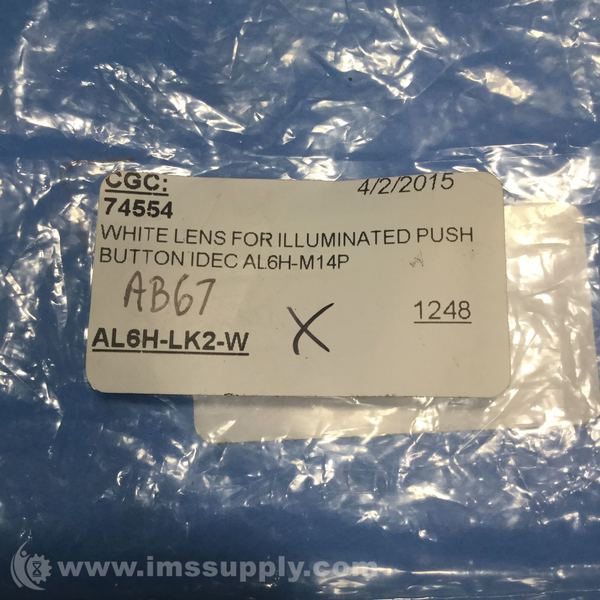 CGC: 4/2/2015
74554
WHITE LENS FOR ILLUMINATED PUSH
BUTTON IDEC AL6H-M14P
AB67
1248
AL6H-LK2-W X
www.imssupply.com